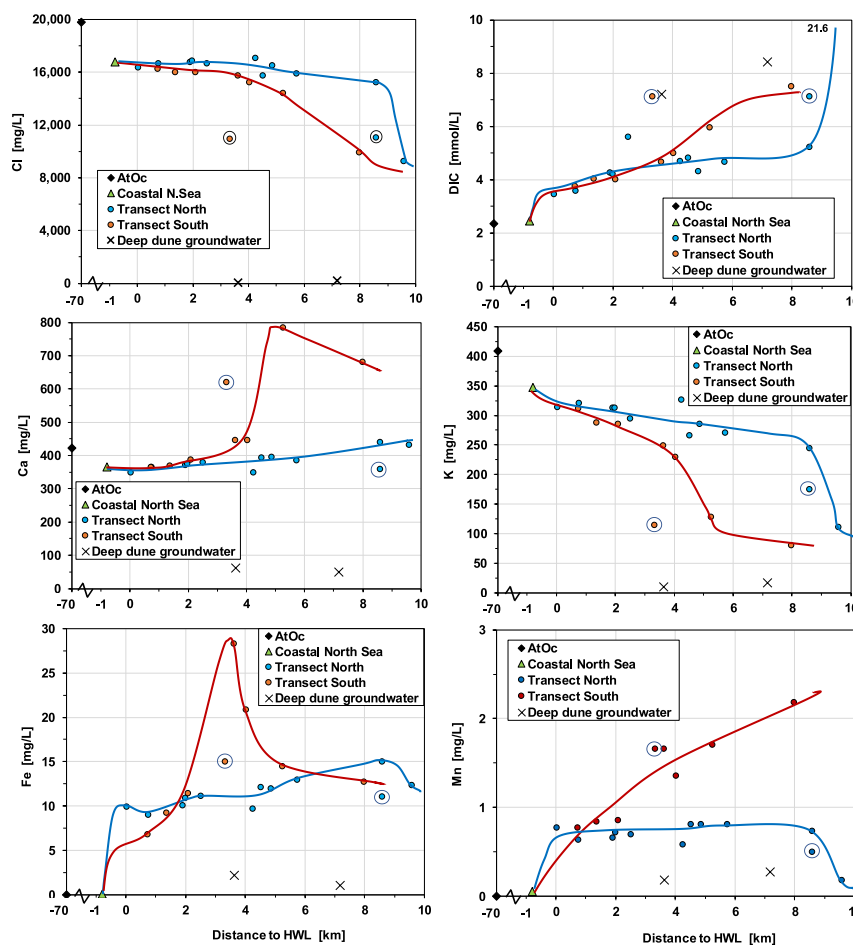 20,000
16,000
12,000
8,000
4,000
0
Cl [mg/L]
AtOc
Coastal N.Sea
Transect North
Transect South
Deep dune groundwater
-70
-1
0
2
4
6
8
10
10
8
6
4
2
0
DIC [mmol/L]
21.6
AtOc
Coastal North Sea
Transect North
Transect South
Deep dune groundwater
-70
-1
0
2
4
6
8
10
800
700
600
500
400
300
200
100
0
Ca [mg/L]
AtOc
Coastal North Sea
Transect North
Transect South
Deep dune groundwater
-70
-1
0
2
4
6
8
10
450
400
350
300
250
200
150
100
50
0
K [mg/L]
AtOc
Coastal North Sea
Transect North
Transect South
Deep dune groundwater
-70
-1
0
2
4
6
8
10
30
25
20
15
10
5
0
Fe [mg/L]
AtOc
Coastal North Sea
Transect North
Transect South
Deep dune groundwater
-70
-1
0
2
4
6
8
10
Distance to HWL [km]
3
2
1
0
Mn [mg/L]
AtOc
Coastal North Sea
Transect North
Transect South
Deep dune groundwater
-70
-1
0
2
4
6
8
10
Distance to HWL [km]